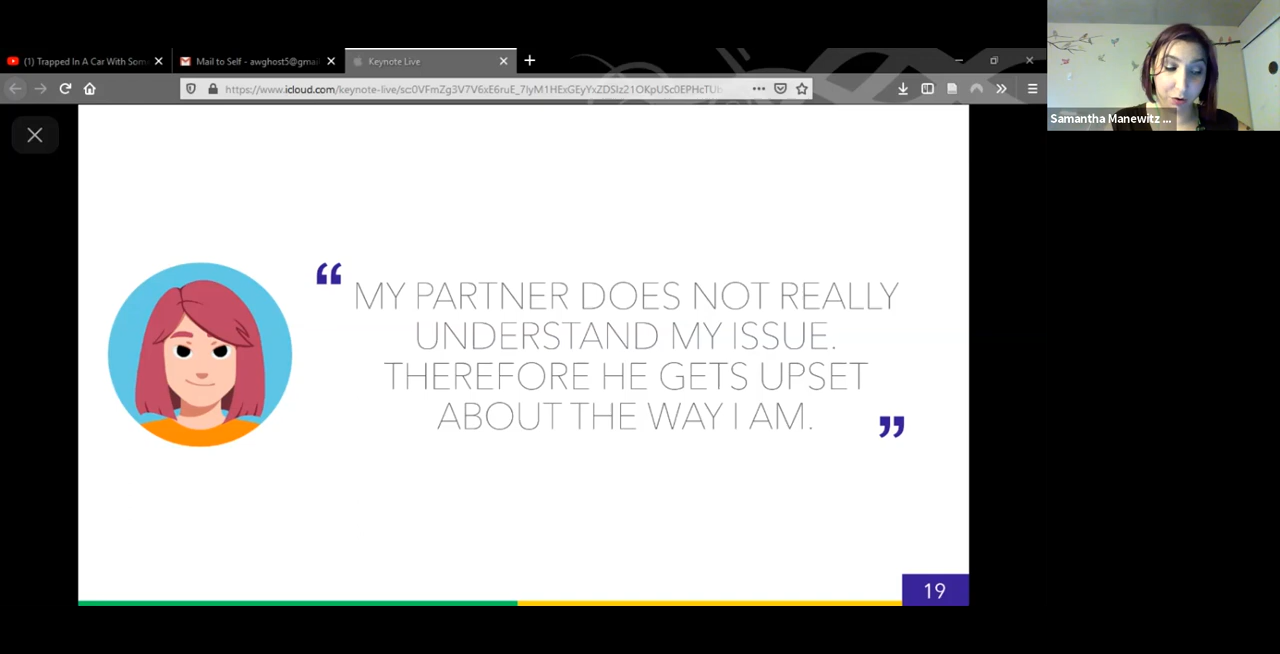 (1) Trapped In A Car With Som
Mail to Self - awghost5@gmai
Keynote Live
Samantha Manewitz ...
“
MY PARTNER DOES NOT REALLY
UNDERSTAND MY ISSUE.
THEREFORE HE GETS UPSET
ABOUT THE WAY I AM.
”
19